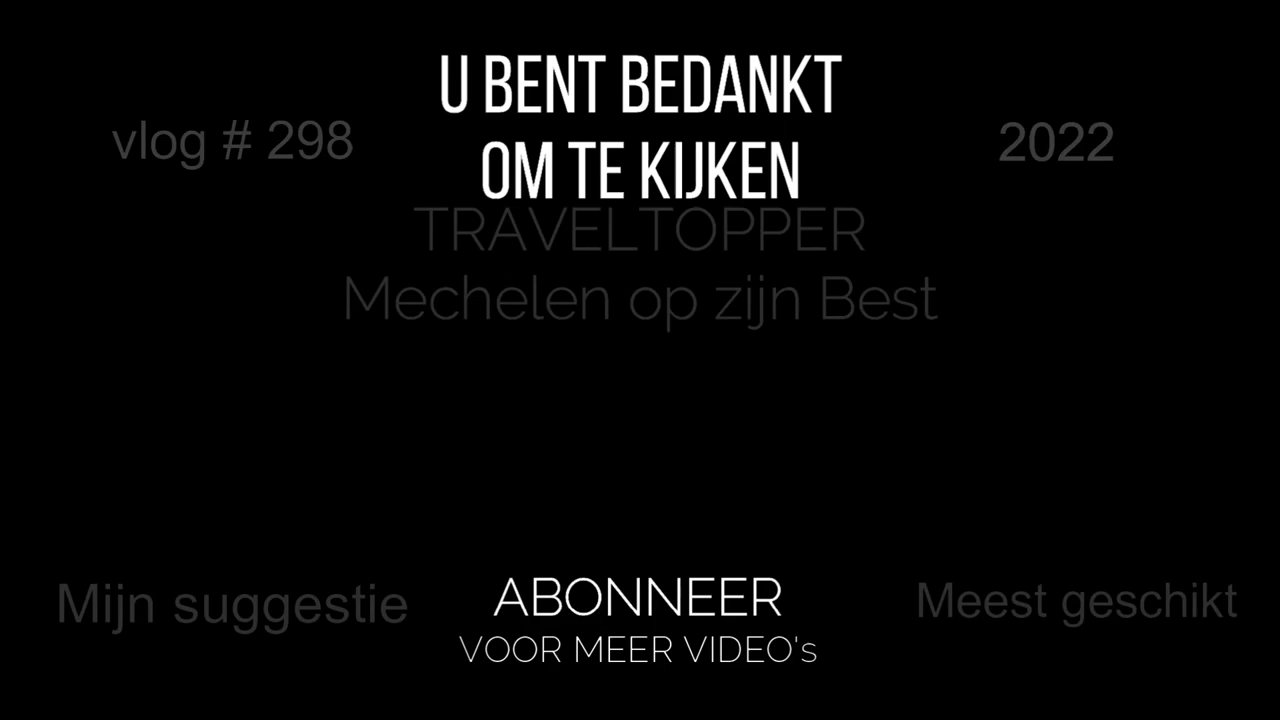 U BENT BEDANKT
OM TE KIJKEN
vlog # 298
2022
TRAVELTOPPER
Mechelen op zijn Best
Mijn suggestie
ABONNEER
VOOR MEER VIDEO's
Meest geschikt